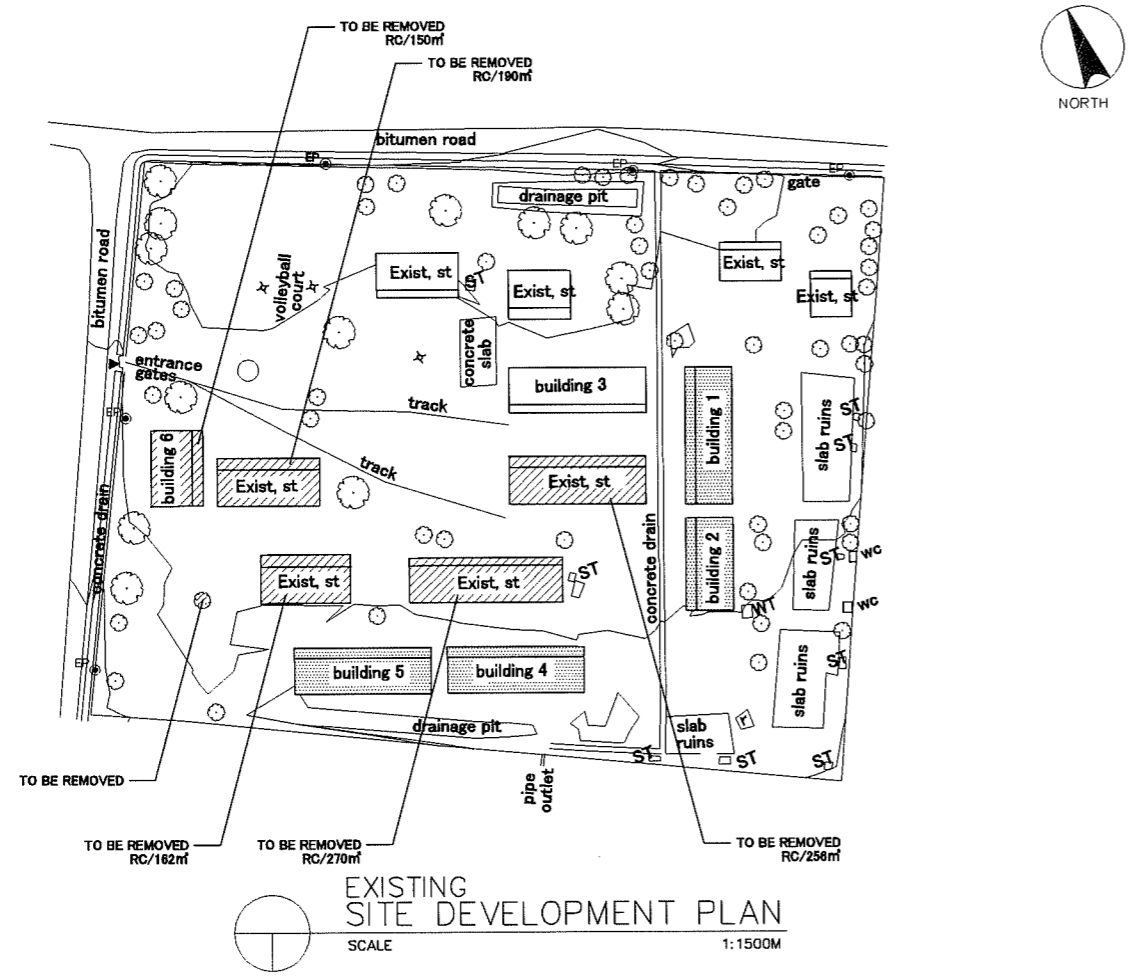 TO BE REMOVED
RC/150㎡
TO BE REMOVED
RC/190㎡
NORTH
bitumen road
EP
EP
EP
gate
drainage pit
bitumen road
volleyball
court
Exist, st
ST
Exist, st
Exist, st
Exist, st
concrete
slab
entrance
gates
building 3
track
EP
building 6
Exist, st
track
Exist, st
building 1
slab ruins
ST
ST
concrete drain
concrete drain
building 2
slab ruins
ST
wc
wc
WT
Exist, st
Exist, st
ST
EP
building 5
building 4
slab ruins
ST
drainage pit
slab
ruins
r
ST
ST
ST
pipe
outlet
TO BE REMOVED
TO BE REMOVED
RC/162㎡
TO BE REMOVED
RC/270㎡
TO BE REMOVED
RC/256㎡
EXISTING
SITE DEVELOPMENT PLAN
SCALE 1:1500M